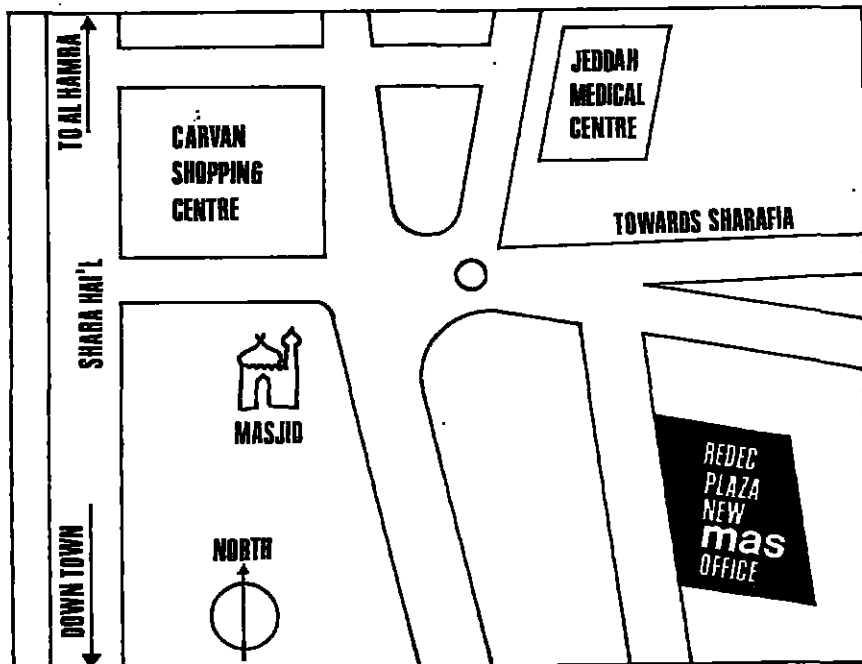 TO AL HAMRA
SHARA HAI'L
DOWN TOWN
CARVAN
SHOPPING
CENTRE
JEDDAH
MEDICAL
CENTRE
TOWARDS SHARAFIA
MASJID
NORTH
REDEC
PLAZA
NEW
mas
OFFICE